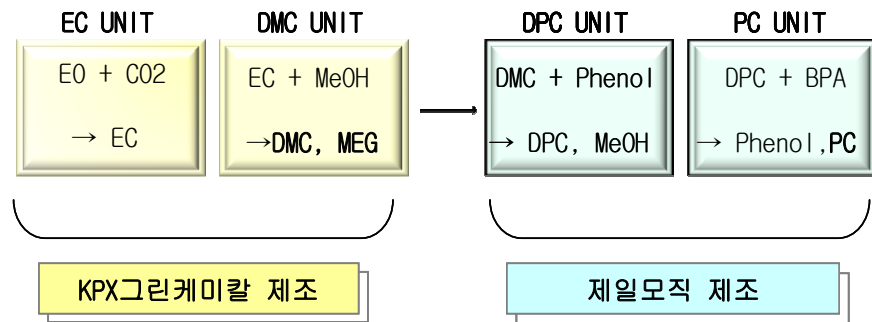 EC UNIT
EO + CO2
→ EC
DMC UNIT
EC + MeOH
→DMC, MEG
DPC UNIT
DMC + Phenol
→ DPC, MeOH
PC UNIT
DPC + BPA
→ Phenol,PC
KPX그린케미칼 제조
제일모직 제조